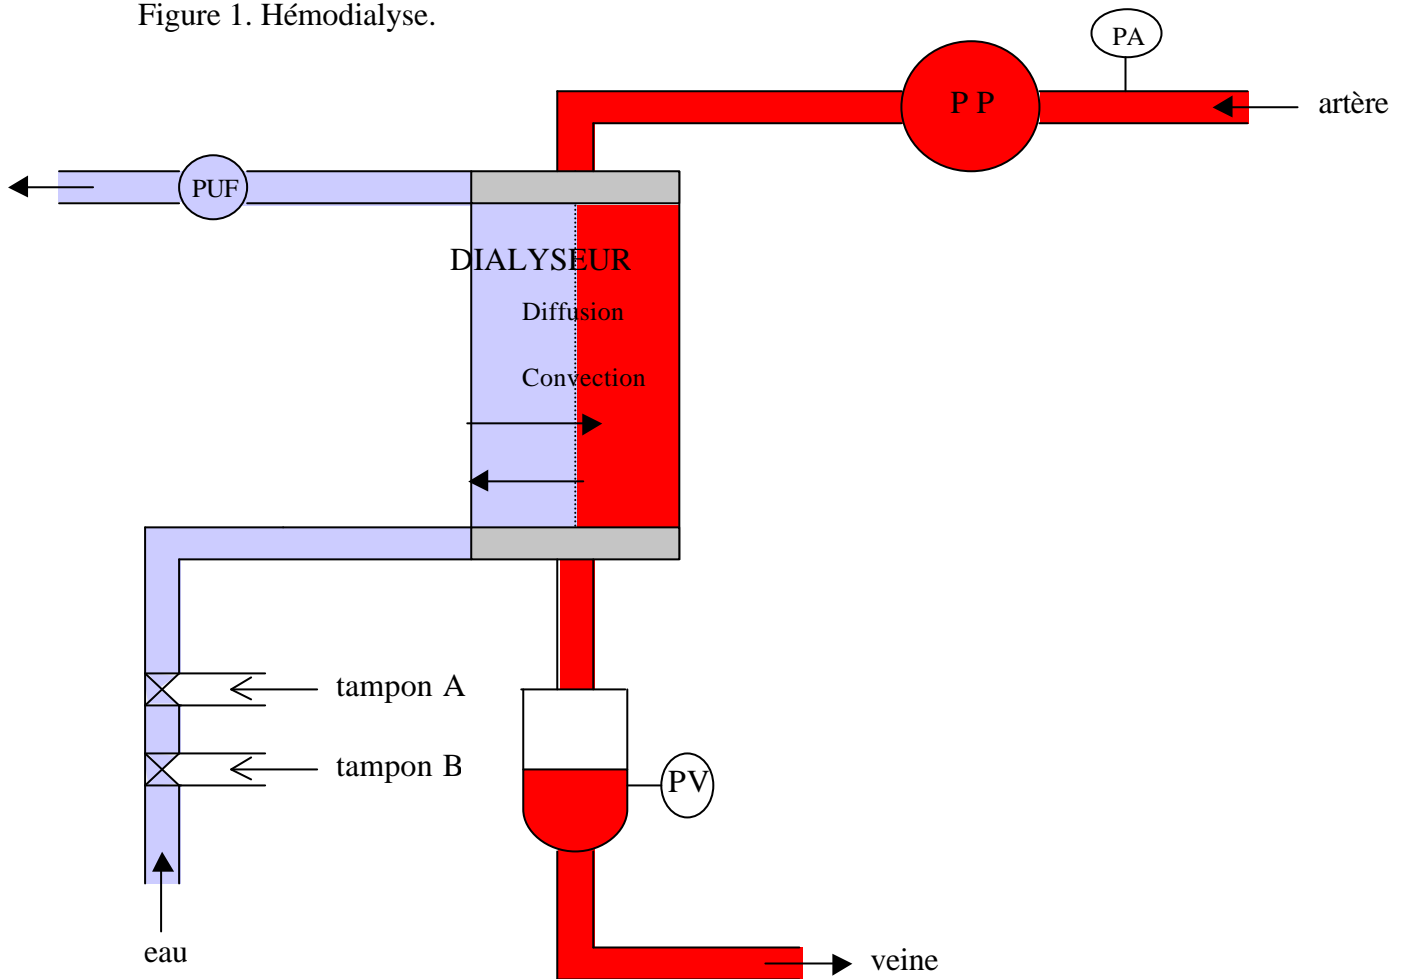 Figure 1. Hémodialyse.
PA
P P
artère
PUF
DIALYSEUR
Diffusion
Convection
tampon A
tampon B
PV
eau
veine